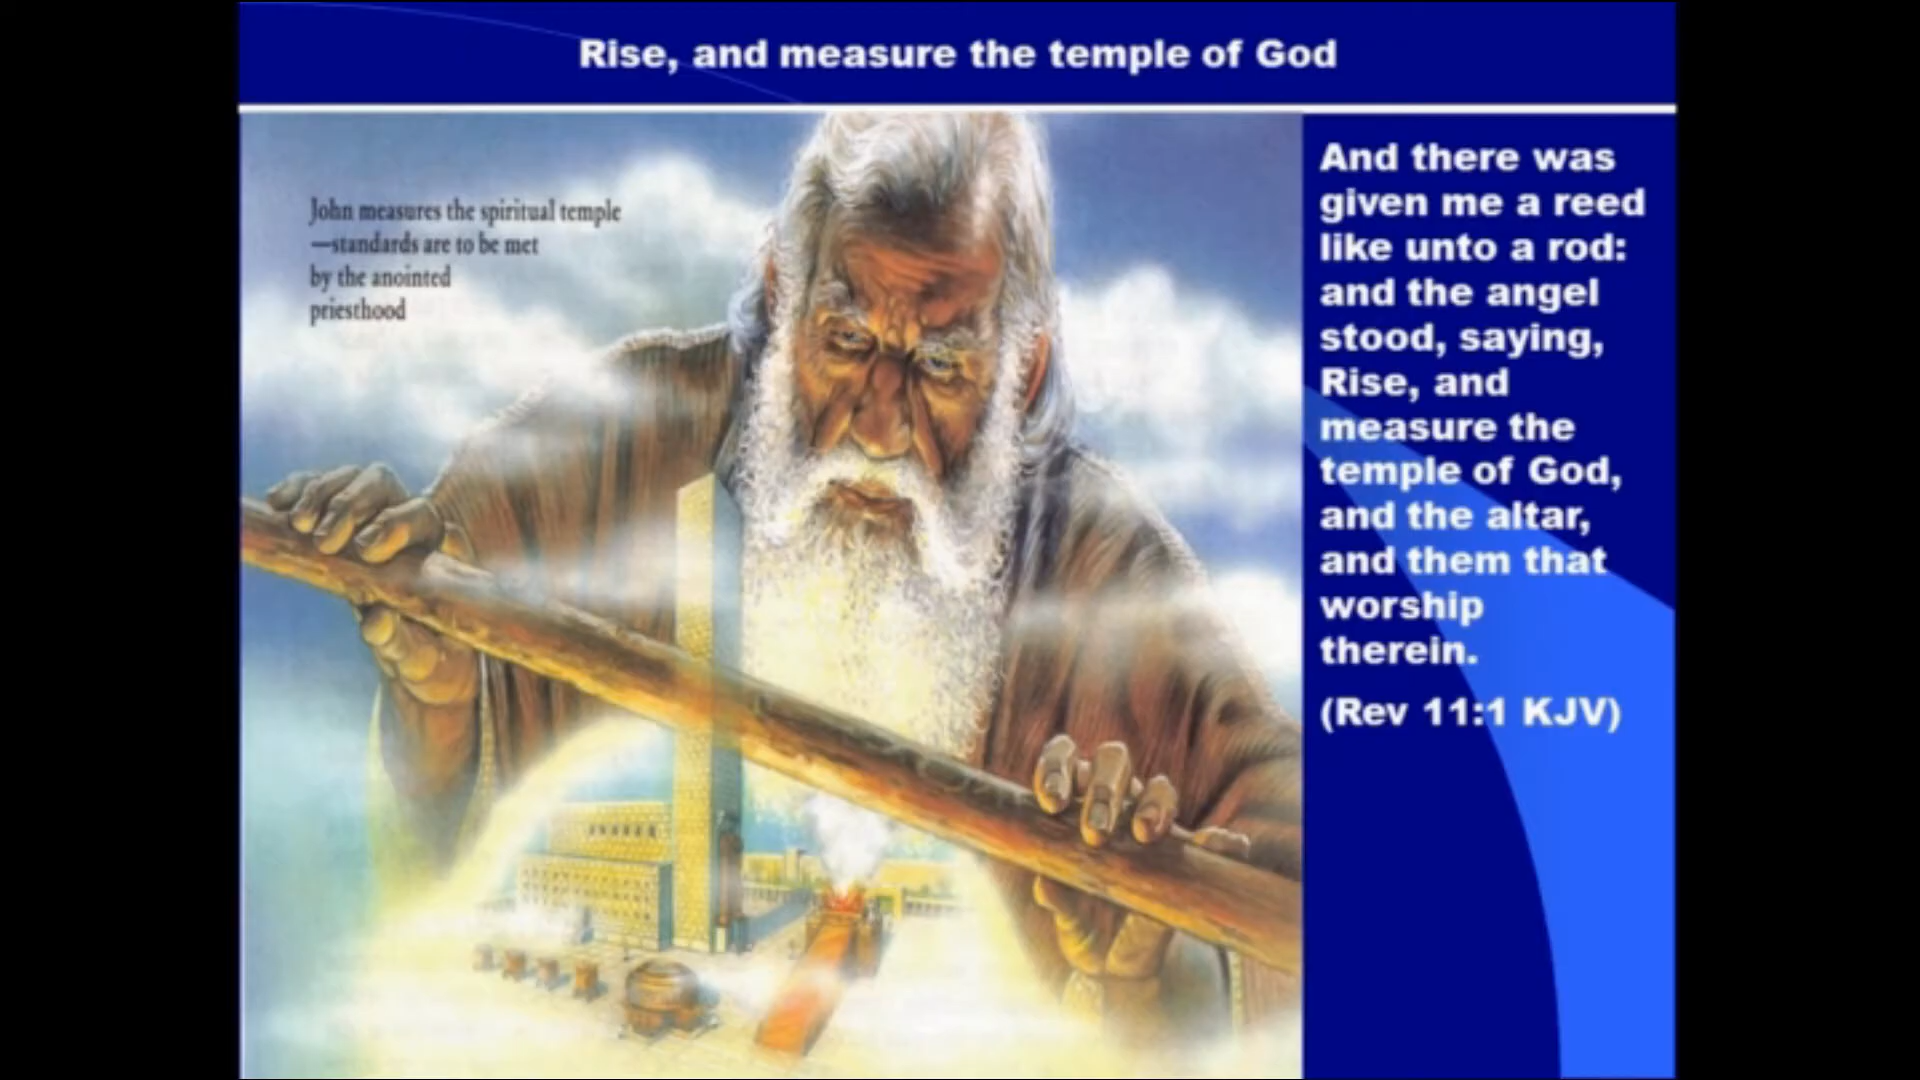 Rise, and measure the temple of God
John measures the spiritual temple
—standards are to be met
by the anointed
priesthood
And there was
given me a reed
like unto a rod:
and the angel
stood, saying,
Rise, and
measure the
temple of God,
and the altar,
and them that
worship
therein.
(Rev 11:1 KJV)